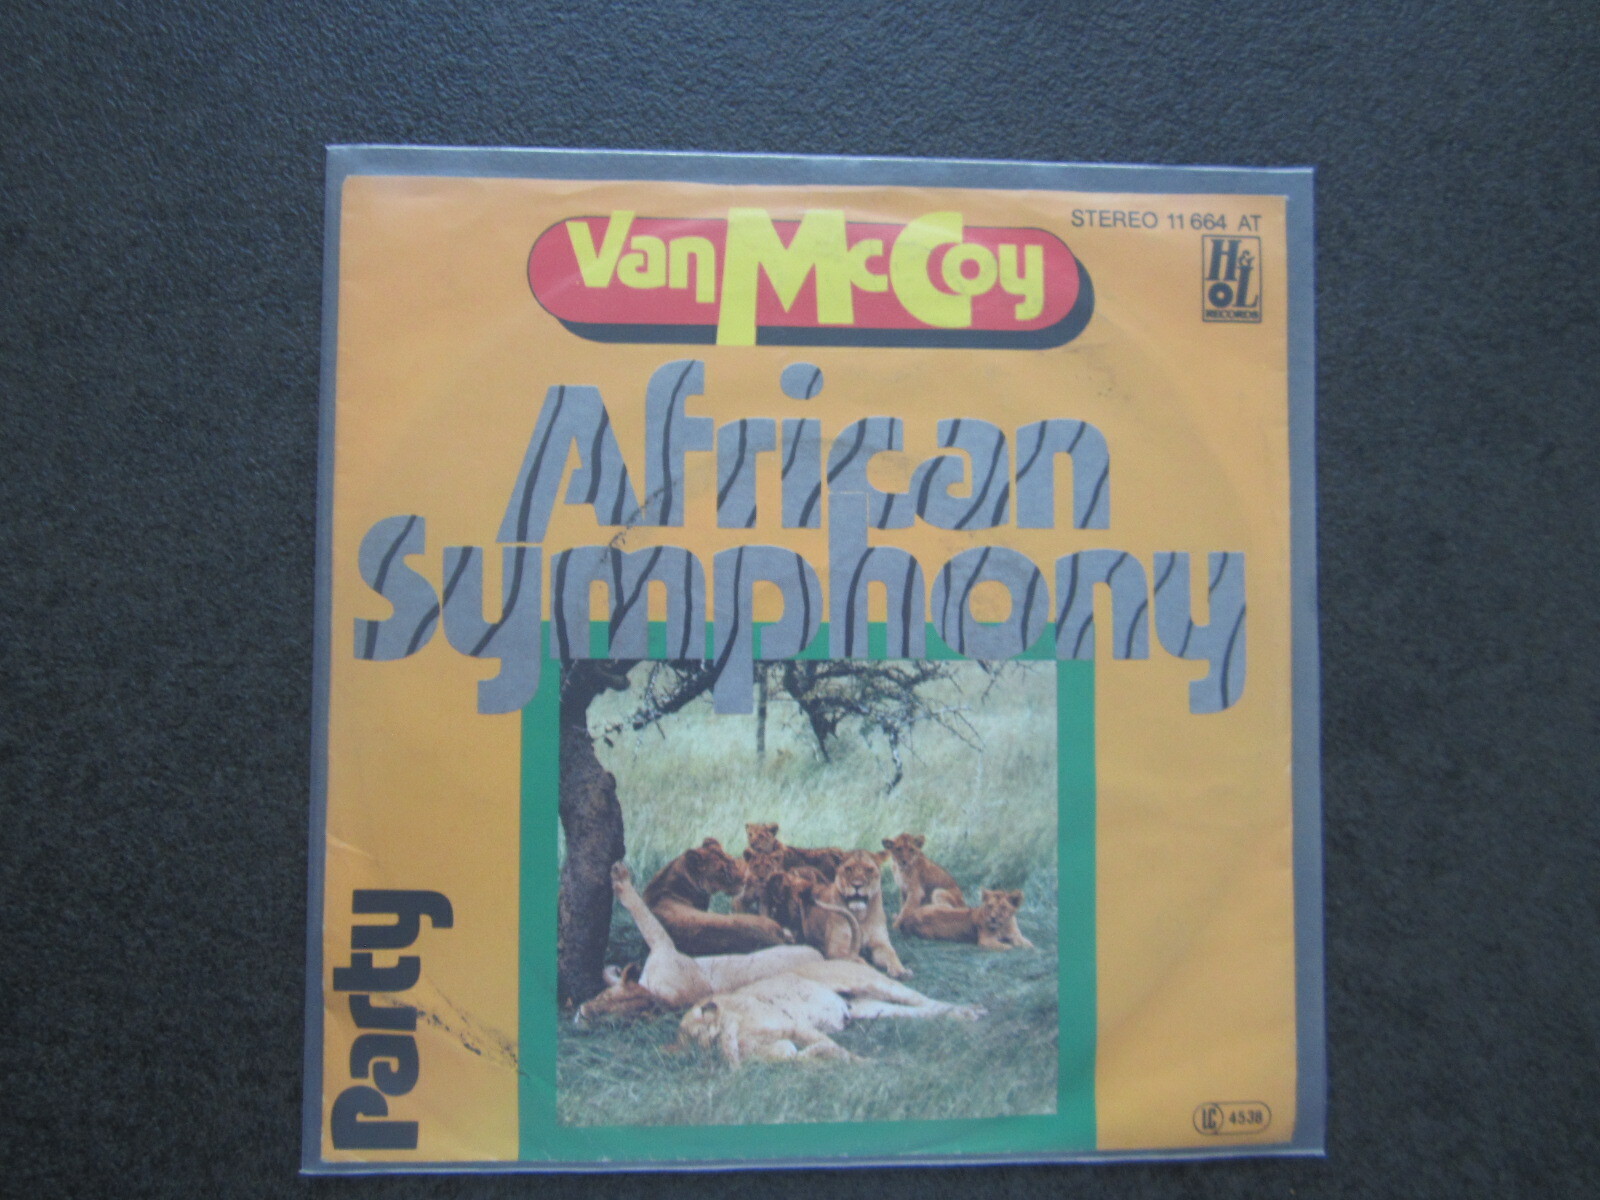 Van McCoy
STEREO 11 664 AT
H&L
RECORDS
African
Symphony
Party
LC 4538